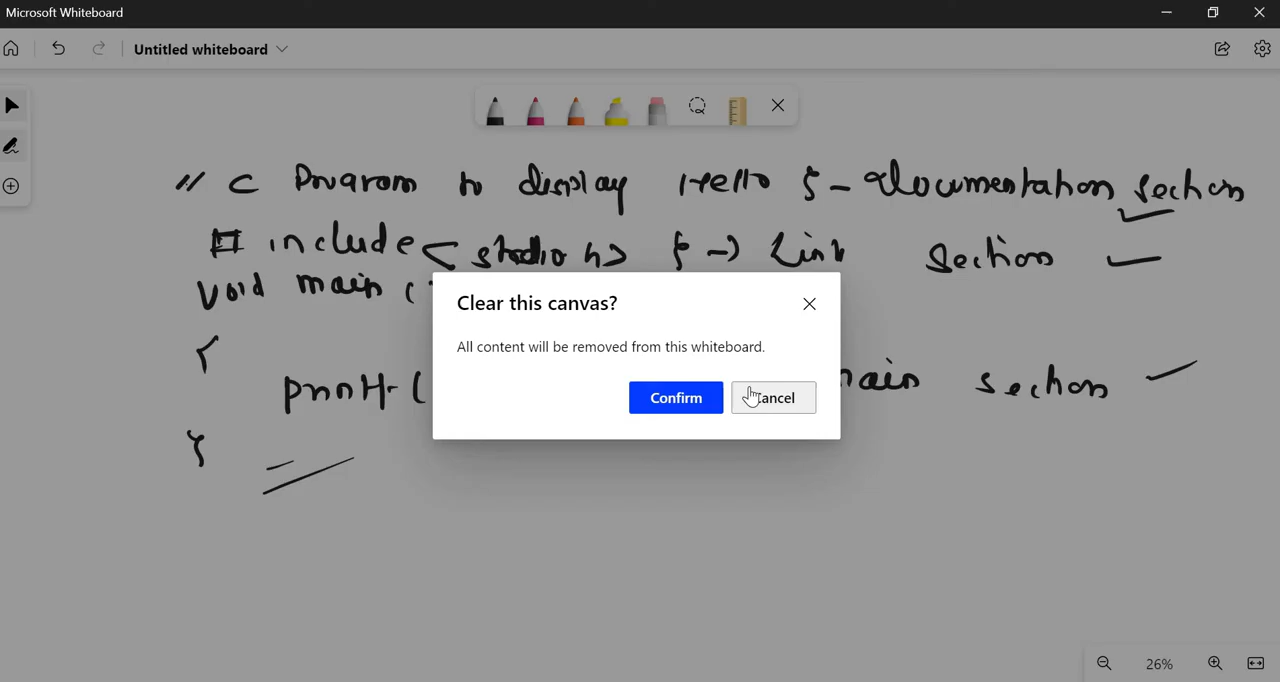 Microsoft Whiteboard
Untitled whiteboard
// C Program to display Hello } - Documentation section
# include < stdio h> } -> Link section
void main (
{
Clear this canvas?
All content will be removed from this whiteboard.
printf (
main section
Confirm Cancel
}
26%